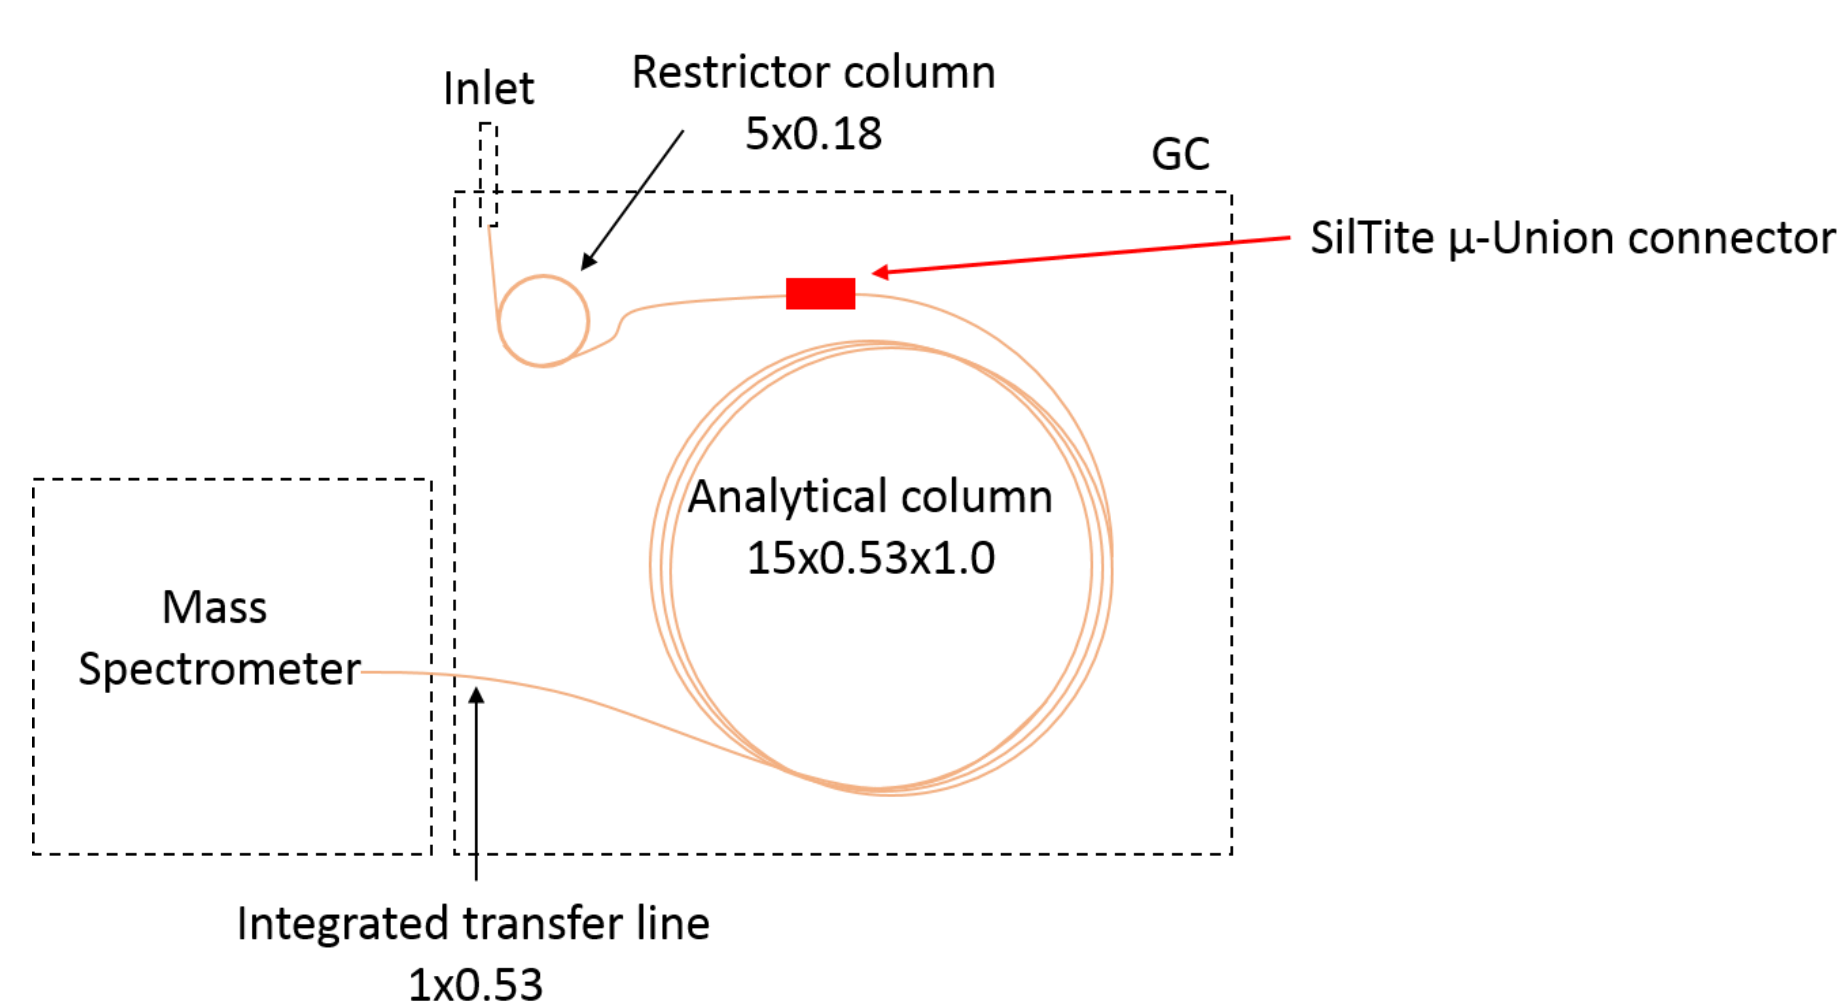 Inlet
Restrictor column
5x0.18
GC
SilTite µ-Union connector
Analytical column
15x0.53x1.0
Mass
Spectrometer
Integrated transfer line
1x0.53